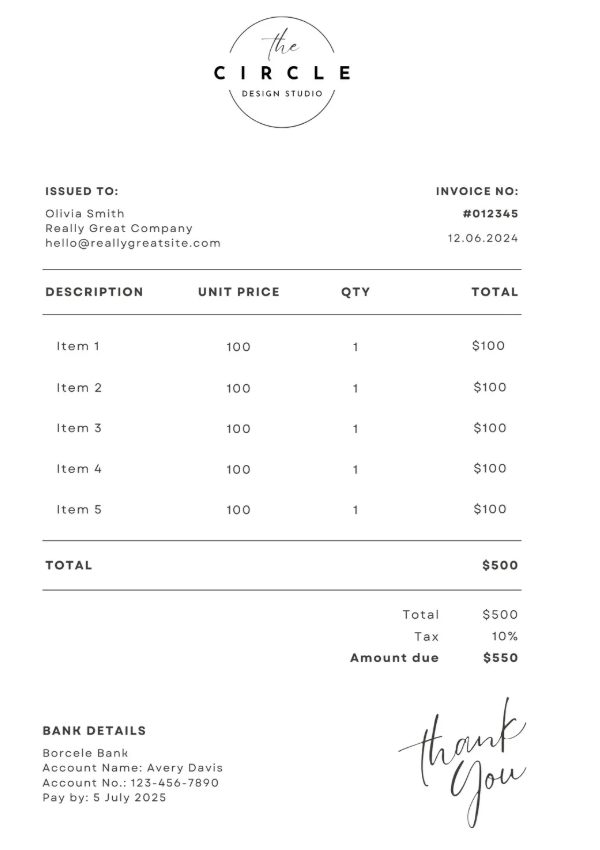 the
CIRCLE
DESIGN STUDIO
ISSUED TO: INVOICE NO:
Olivia Smith #012345
Really Great Company
hello@reallygreatsite.com 12.06.2024
DESCRIPTION UNIT PRICE QTY TOTAL
Item 1 100 1 $100
Item 2 100 1 $100
Item 3 100 1 $100
Item 4 100 1 $100
Item 5 100 1 $100
TOTAL $500
Total $500
Tax 10%
Amount due $550
BANK DETAILS
Borcele Bank
Account Name: Avery Davis
Account No.: 123-456-7890
Pay by: 5 July 2025
thank
you